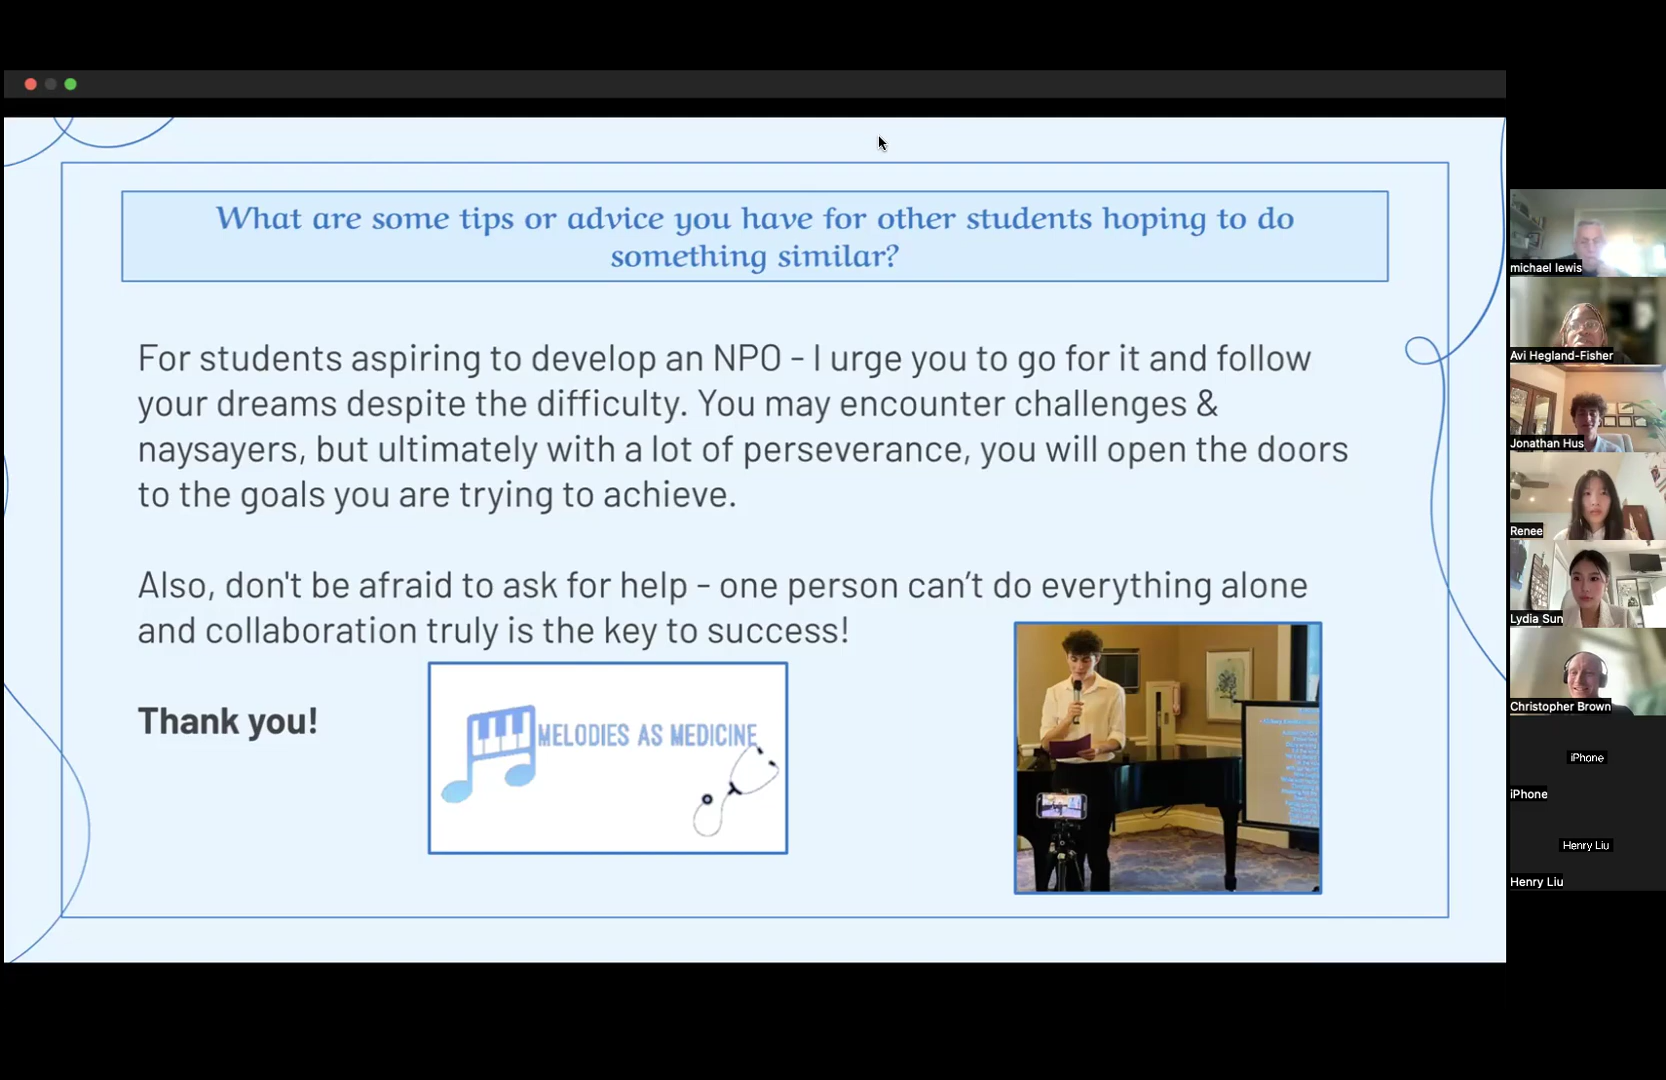 What are some tips or advice you have for other students hoping to do
something similar?
For students aspiring to develop an NPO - I urge you to go for it and follow
your dreams despite the difficulty. You may encounter challenges &
naysayers, but ultimately with a lot of perseverance, you will open the doors
to the goals you are trying to achieve.
Also, don't be afraid to ask for help - one person can’t do everything alone
and collaboration truly is the key to success!
Thank you!
MELODIES AS MEDICINE
michael lewis
Avi Hegland-Fisher
Jonathan Hus
Renee
Lydia Sun
Christopher Brown
iPhone
iPhone
Henry Liu
Henry Liu